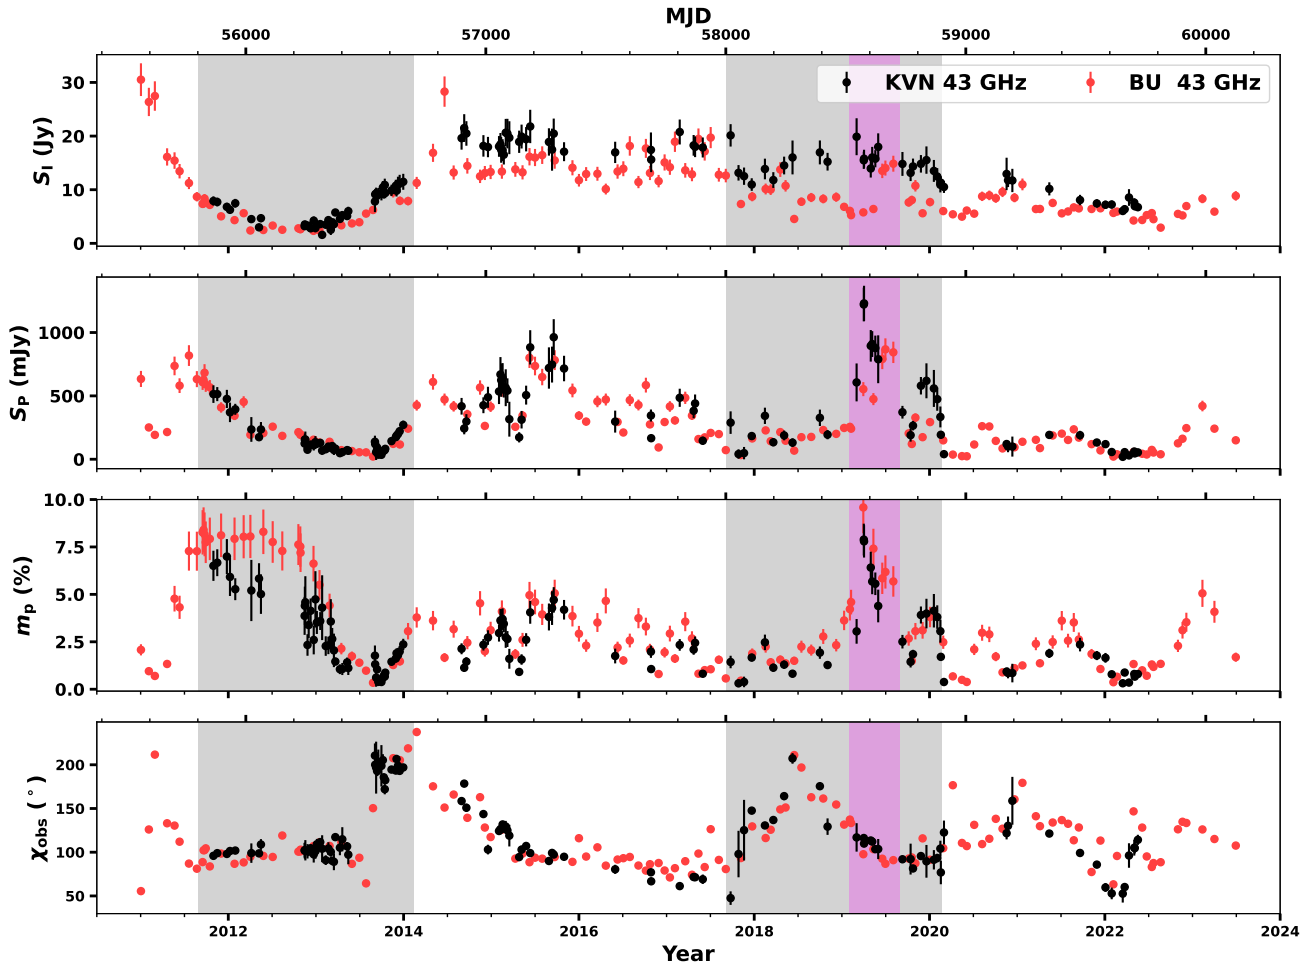 MJD
56000 57000 58000 59000 60000
KVN 43 GHz BU 43 GHz
30
20
10
0
S_I (Jy)
1000
500
0
S_P (mJy)
10.0
7.5
5.0
2.5
0.0
m_p (%)
200
150
100
50
χ_obs (°)
2012 2014 2016 2018 2020 2022 2024
Year